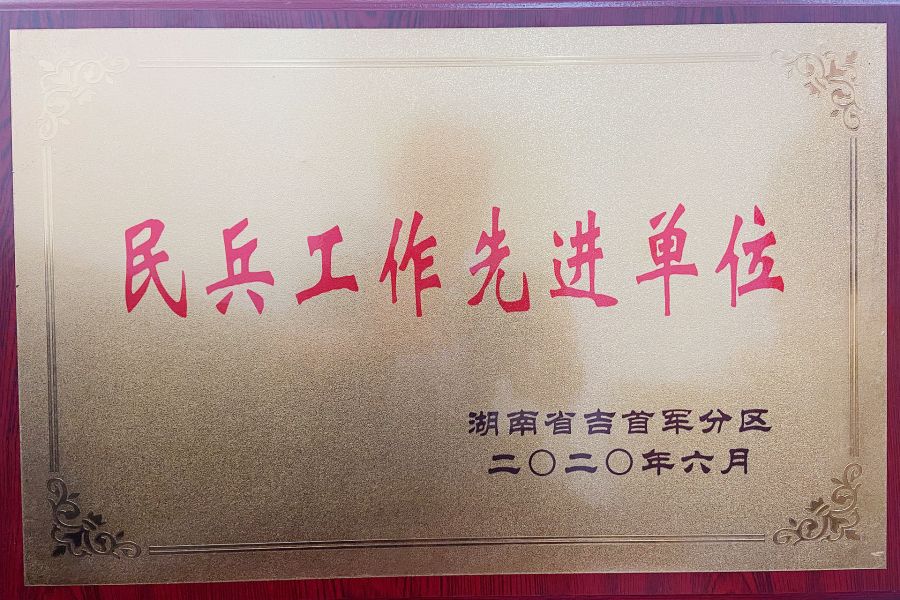 民兵工作先进单位
湖南省吉首军分区
二〇二〇年六月